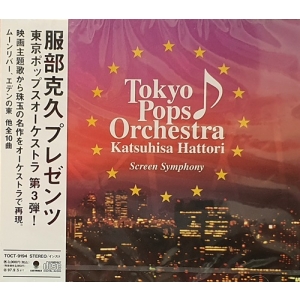 服部克久プレゼンツ
東京ポップスオーケストラ 第3弾!
映画主題歌から珠玉の名作をオーケストラで再現。
ムーンリバー、エデンの東 他全10曲
TOCT-9194 STEREO
Tokyo
Pops
Orchestra
Katsuhisa Hattori
Screen Symphony